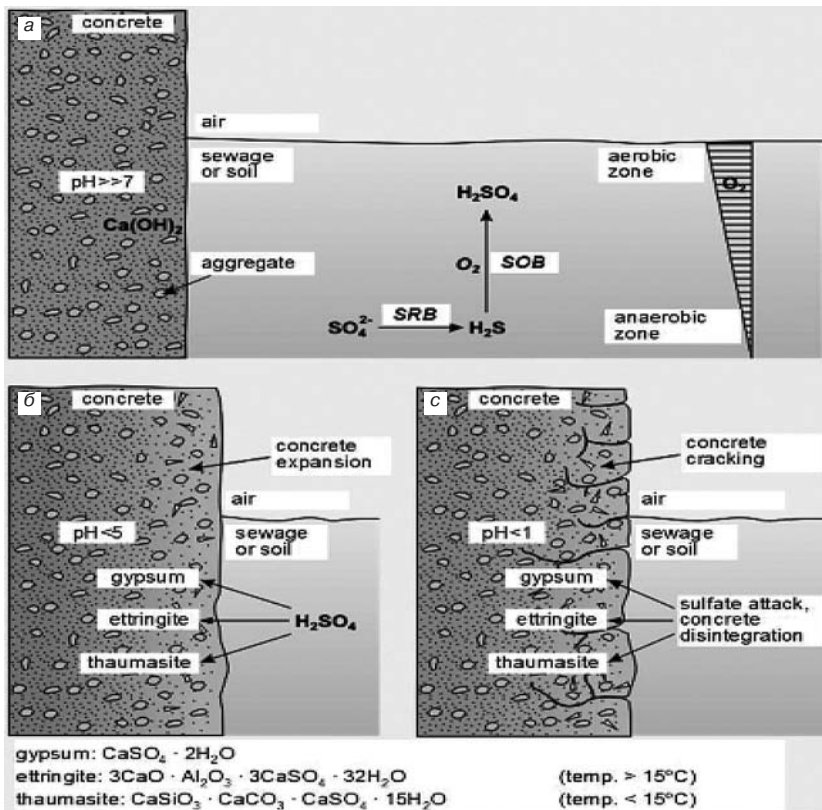 а
concrete
air
sewage
or soil
aerobic
zone
O₂
pH>>7
H₂SO₄
Ca(OH)₂
aggregate
O₂ SOB
SO₄²⁻ SRB H₂S
anaerobic
zone
б
concrete
concrete
expansion
air
pH<5
sewage
or soil
gypsum
ettringite
H₂SO₄
thaumasite
с
concrete
concrete
cracking
air
pH<1
sewage
or soil
gypsum
ettringite
thaumasite
sulfate attack,
concrete
disintegration
gypsum: CaSO₄ · 2H₂O
ettringite: 3CaO · Al₂O₃ · 3CaSO₄ · 32H₂O (temp. > 15°C)
thaumasite: CaSiO₃ · CaCO₃ · CaSO₄ · 15H₂O (temp. < 15°C)